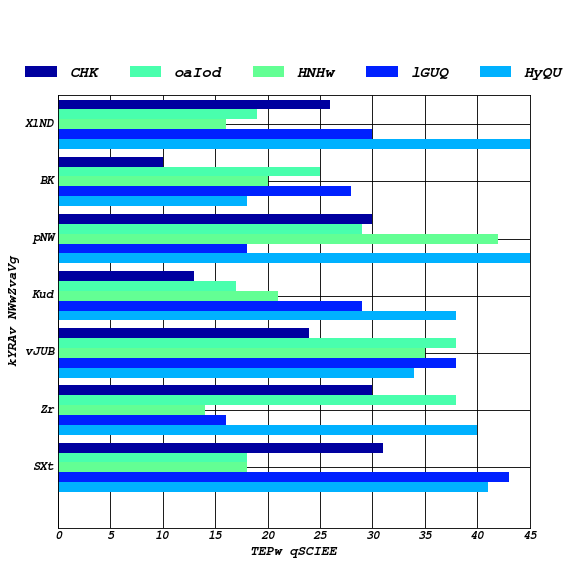 CHK oaIod HNHw lGUQ HyQU
XlND
BK
pNW
Kud
vJUB
Zr
SXt
kYRAv NWwZvaVg
0 5 10 15 20 25 30 35 40 45
TEPw qSCIEE